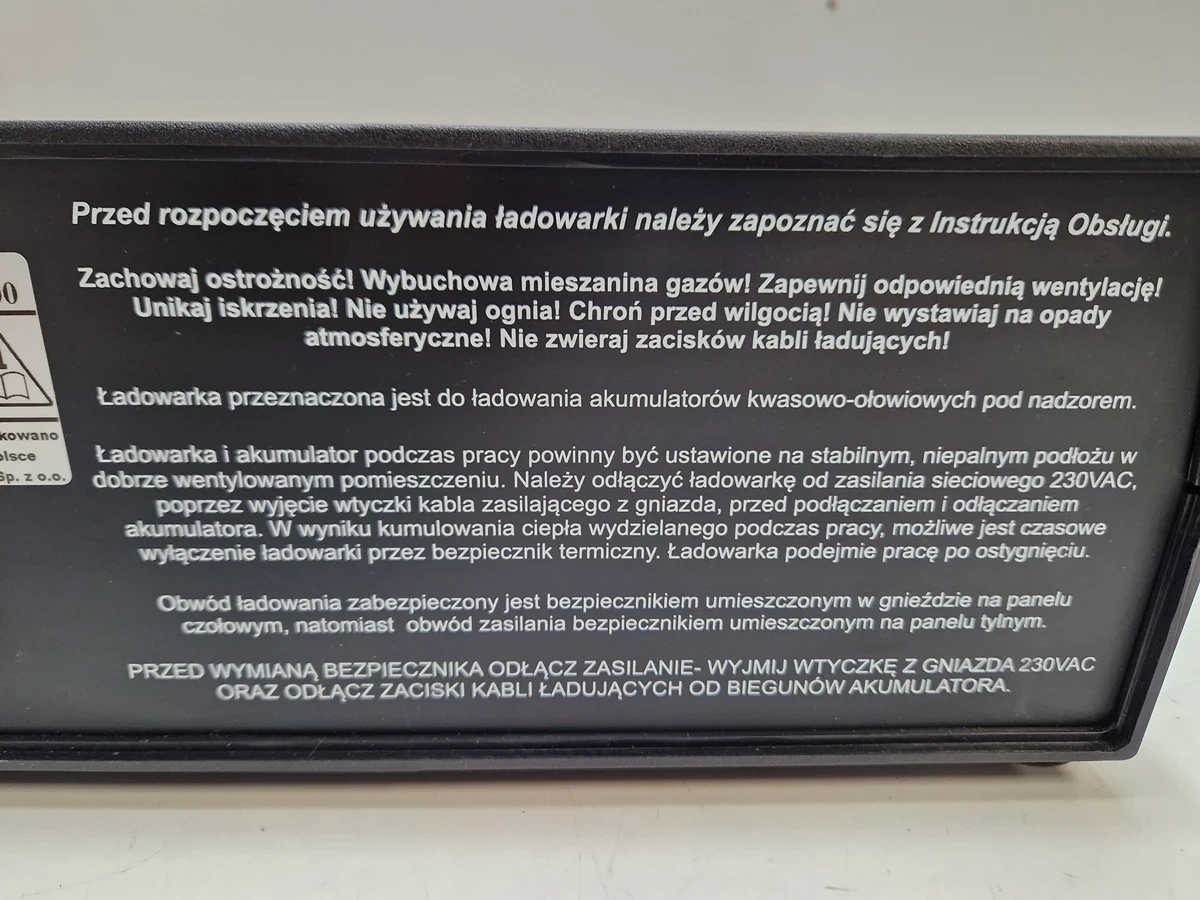 Przed rozpoczęciem używania ładowarki należy zapoznać się z Instrukcją Obsługi.
Zachowaj ostrożność! Wybuchowa mieszanina gazów! Zapewnij odpowiednią wentylację!
Unikaj iskrzenia! Nie używaj ognia! Chroń przed wilgocią! Nie wystawiaj na opady
atmosferyczne! Nie zwieraj zacisków kabli ładujących!
Ładowarka przeznaczona jest do ładowania akumulatorów kwasowo-ołowiowych pod nadzorem.
Ładowarka i akumulator podczas pracy powinny być ustawione na stabilnym, niepalnym podłożu w
dobrze wentylowanym pomieszczeniu. Należy odłączyć ładowarkę od zasilania sieciowego 230VAC,
poprzez wyjęcie wtyczki kabla zasilającego z gniazda, przed podłączaniem i odłączaniem
akumulatora. W wyniku kumulowania ciepła wydzielanego podczas pracy, możliwe jest czasowe
wyłączenie ładowarki przez bezpiecznik termiczny. Ładowarka podejmie pracę po ostygnięciu.
Obwód ładowania zabezpieczony jest bezpiecznikiem umieszczonym w gnieździe na panelu
czołowym, natomiast obwód zasilania bezpiecznikiem umieszczonym na panelu tylnym.
PRZED WYMIANĄ BEZPIECZNIKA ODŁĄCZ ZASILANIE- WYJMIJ WTYCZKĘ Z GNIAZDA 230VAC
ORAZ ODŁĄCZ ZACISKI KABLI ŁADUJĄCYCH OD BIEGUNÓW AKUMULATORA.
kowano
olsce
Sp. z o.o.